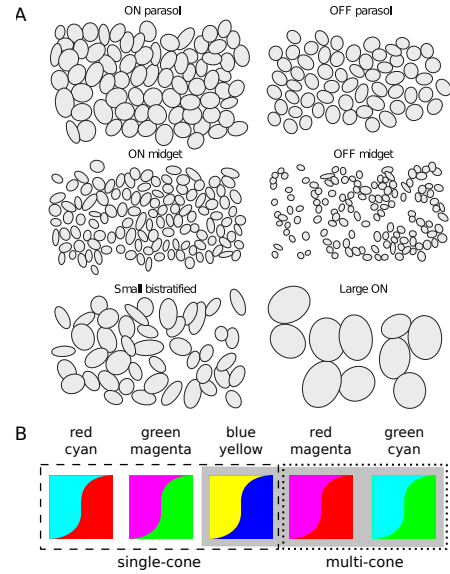 A
ON parasol
OFF parasol
ON midget
OFF midget
Small bistratified
Large ON
B
red cyan
green magenta
blue yellow
red magenta
green cyan
single-cone
multi-cone